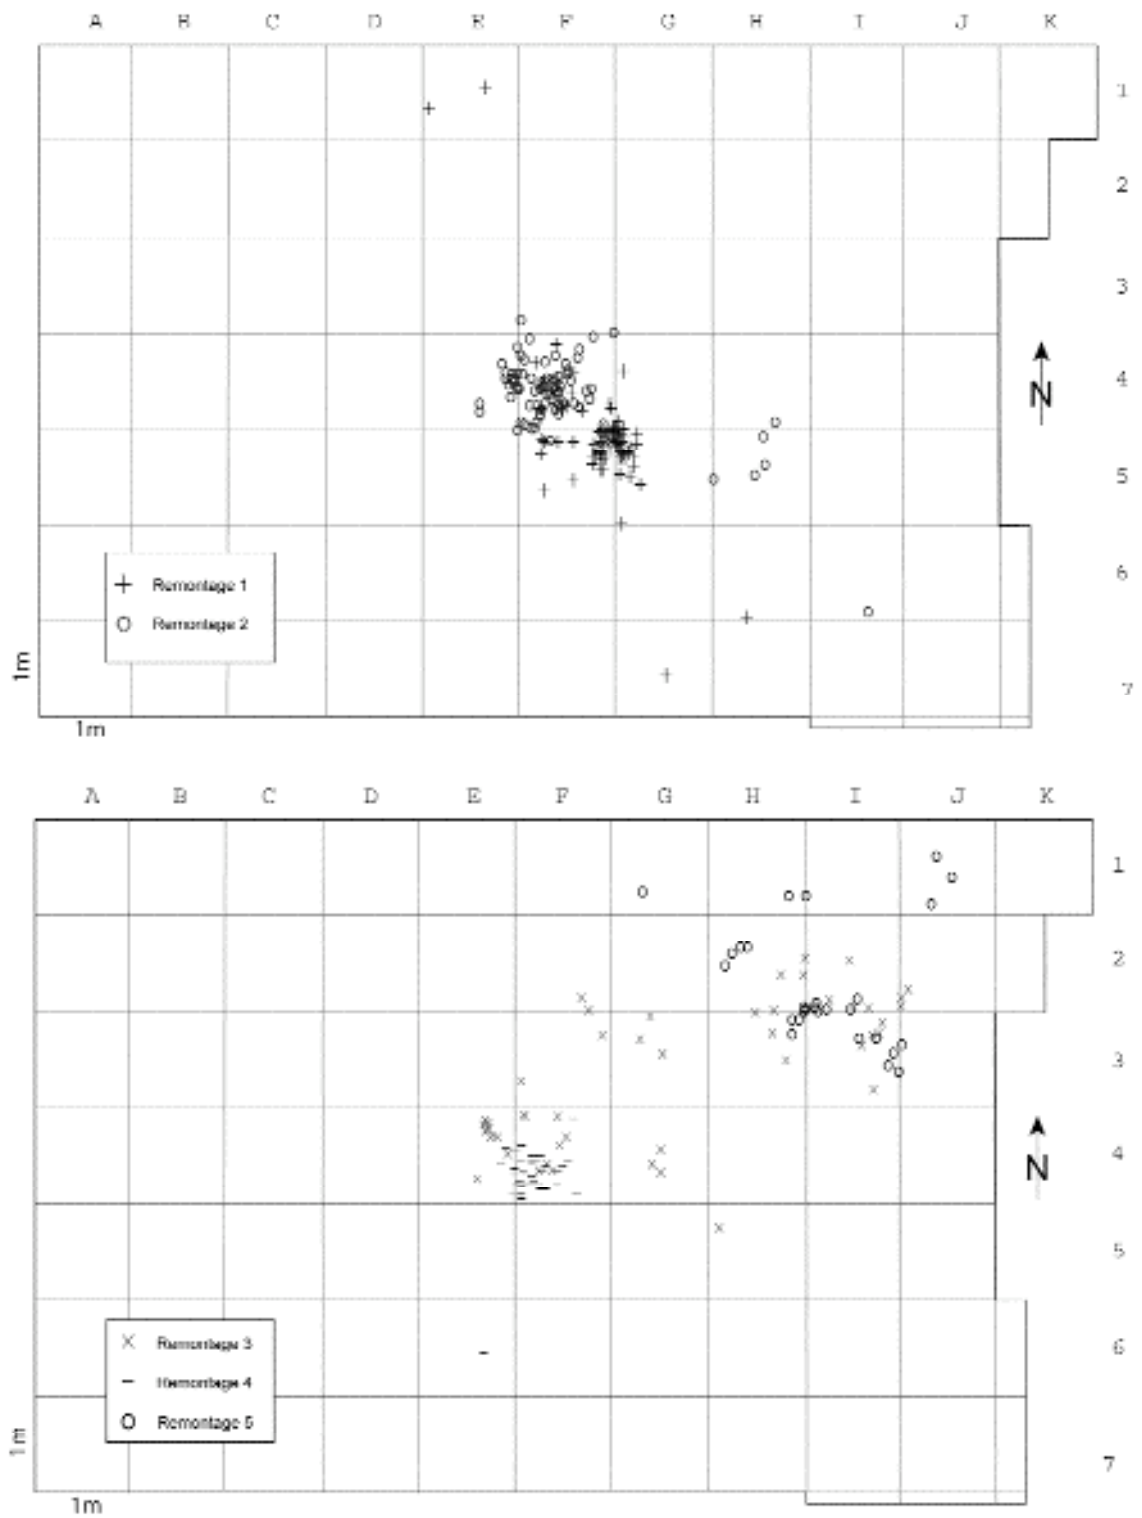 A B C D E F G H I J K
1
2
3
4
N
5
6
+ Remontage 1
O Remontage 2
1m
7
1m
A B C D E F G H I J K
1
2
3
4
N
5
6
× Remontage 3
- Remontage 4
O Remontage 5
1m
7
1m